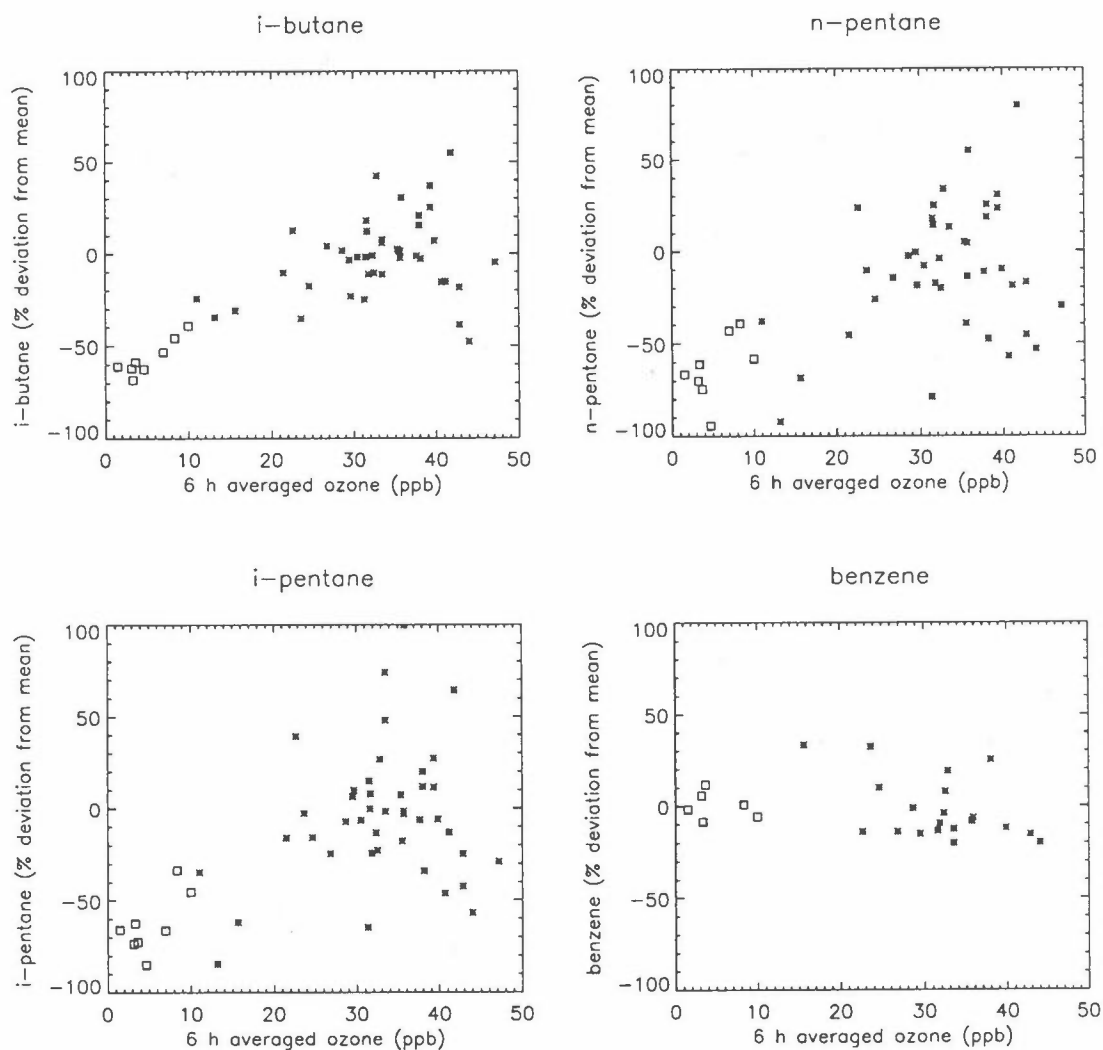 i-butane
100
50
0
-50
-100
i-butane (% deviation from mean)
0 10 20 30 40 50
6 h averaged ozone (ppb)
n-pentane
100
50
0
-50
-100
n-pentane (% deviation from mean)
0 10 20 30 40 50
6 h averaged ozone (ppb)
i-pentane
100
50
0
-50
-100
i-pentane (% deviation from mean)
0 10 20 30 40 50
6 h averaged ozone (ppb)
benzene
100
50
0
-50
-100
benzene (% deviation from mean)
0 10 20 30 40 50
6 h averaged ozone (ppb)